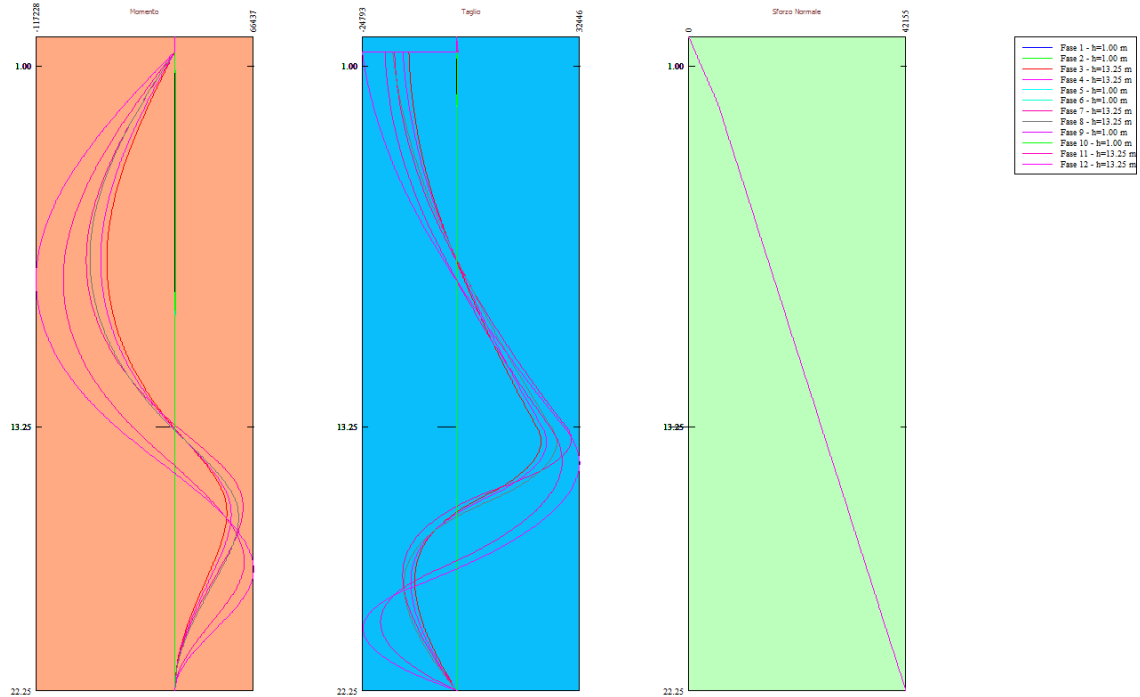 -117228
Momento
66437
-24793
Taglio
32446
0
Sforzo Normale
42155
1.00
13.25
22.25
1.00
13.25
22.25
1.00
13.25
22.25
Fase 1 - h=1.00 m
Fase 2 - h=1.00 m
Fase 3 - h=13.25 m
Fase 4 - h=13.25 m
Fase 5 - h=1.00 m
Fase 6 - h=1.00 m
Fase 7 - h=13.25 m
Fase 8 - h=13.25 m
Fase 9 - h=1.00 m
Fase 10 - h=1.00 m
Fase 11 - h=13.25 m
Fase 12 - h=13.25 m